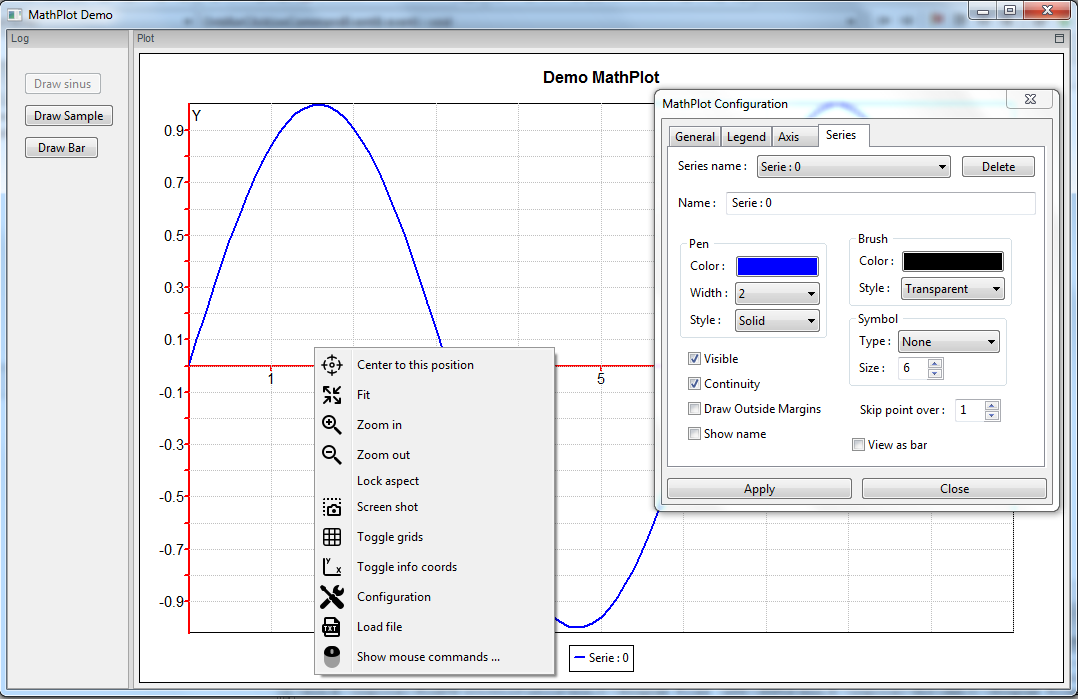 MathPlot Demo
Log
Plot
Draw sinus
Draw Sample
Draw Bar
Demo MathPlot
Y
0.9
0.7
0.5
0.3
0.1
-0.1
-0.3
-0.5
-0.7
-0.9
1
5
Center to this position
Fit
Zoom in
Zoom out
Lock aspect
Screen shot
Toggle grids
Y
x
Toggle info coords
Configuration
TXT
Load file
Show mouse commands ...
Serie : 0
MathPlot Configuration
General Legend Axis Series
Series name : Serie : 0 Delete
Name : Serie : 0
Pen
Color :
Width : 2
Style : Solid
Brush
Color :
Style : Transparent
Symbol
Type : None
Size : 6
Visible
Continuity
Draw Outside Margins
Show name
Skip point over : 1
View as bar
Apply Close